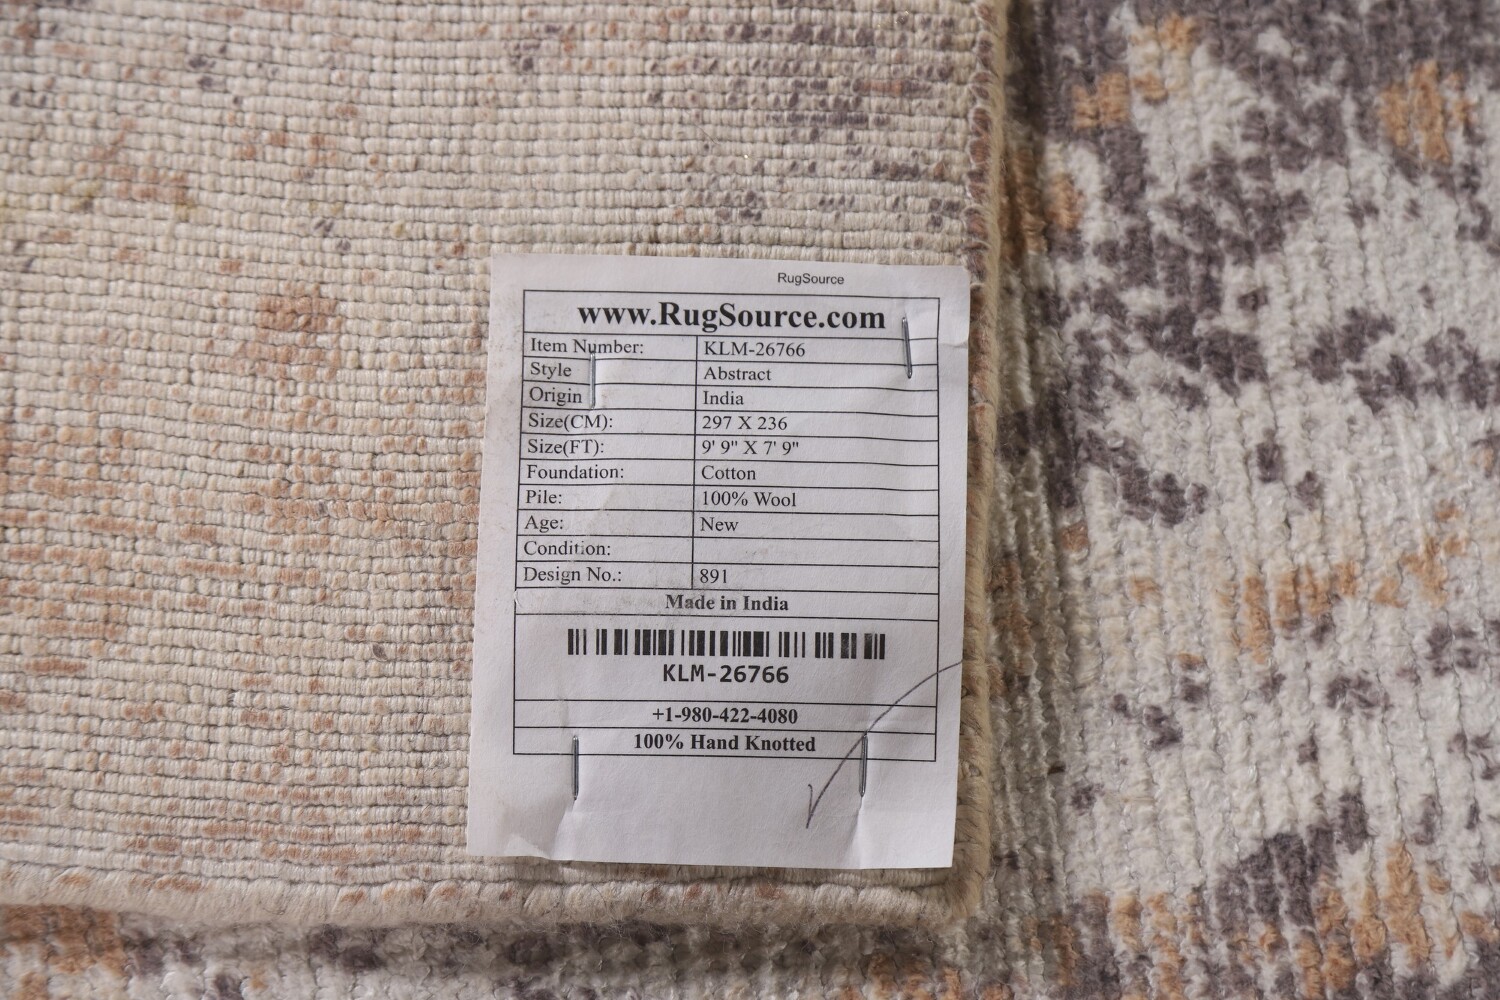 RugSource
www.RugSource.com
Item Number: KLM-26766
Style Abstract
Origin India
Size(CM): 297 X 236
Size(FT): 9' 9" X 7' 9"
Foundation: Cotton
Pile: 100% Wool
Age: New
Condition:
Design No.: 891
Made in India
KLM-26766
+1-980-422-4080
100% Hand Knotted